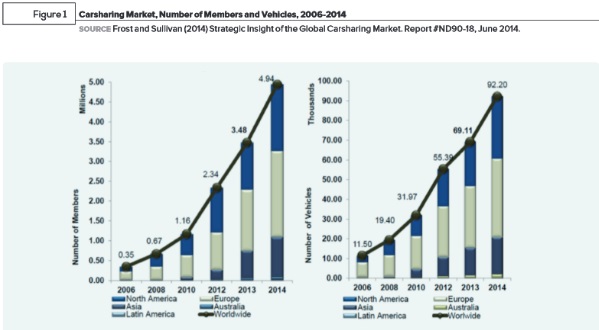 Figure 1
Carsharing Market, Number of Members and Vehicles, 2006-2014
SOURCE Frost and Sullivan (2014) Strategic Insight of the Global Carsharing Market. Report #ND90-18, June 2014.
Millions
Number of Members
5.00
4.50
4.00
3.50
3.00
2.50
2.00
1.50
1.00
0.50
0.00
0.35
0.67
1.16
2.34
3.48
4.94
2006 2008 2010 2012 2013 2014
North America Europe
Asia Australia
Latin America Worldwide
Thousands
Number of Vehicles
100.00
90.00
80.00
70.00
60.00
50.00
40.00
30.00
20.00
10.00
0.00
11.50
19.40
31.97
55.39
69.11
92.20
2006 2008 2010 2012 2013 2014
North America Europe
Asia Australia
Latin America Worldwide